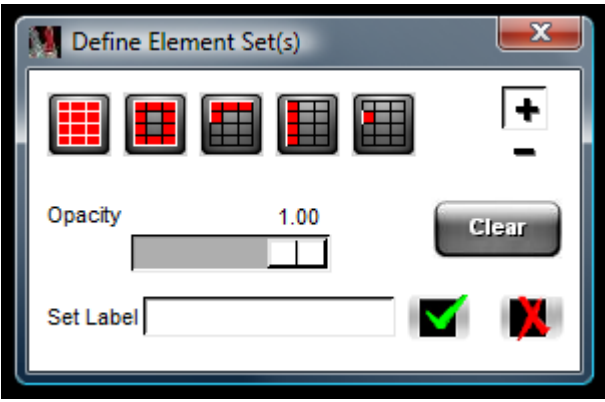 Define Element Set(s)
+
-
Opacity 1.00
Clear
Set Label